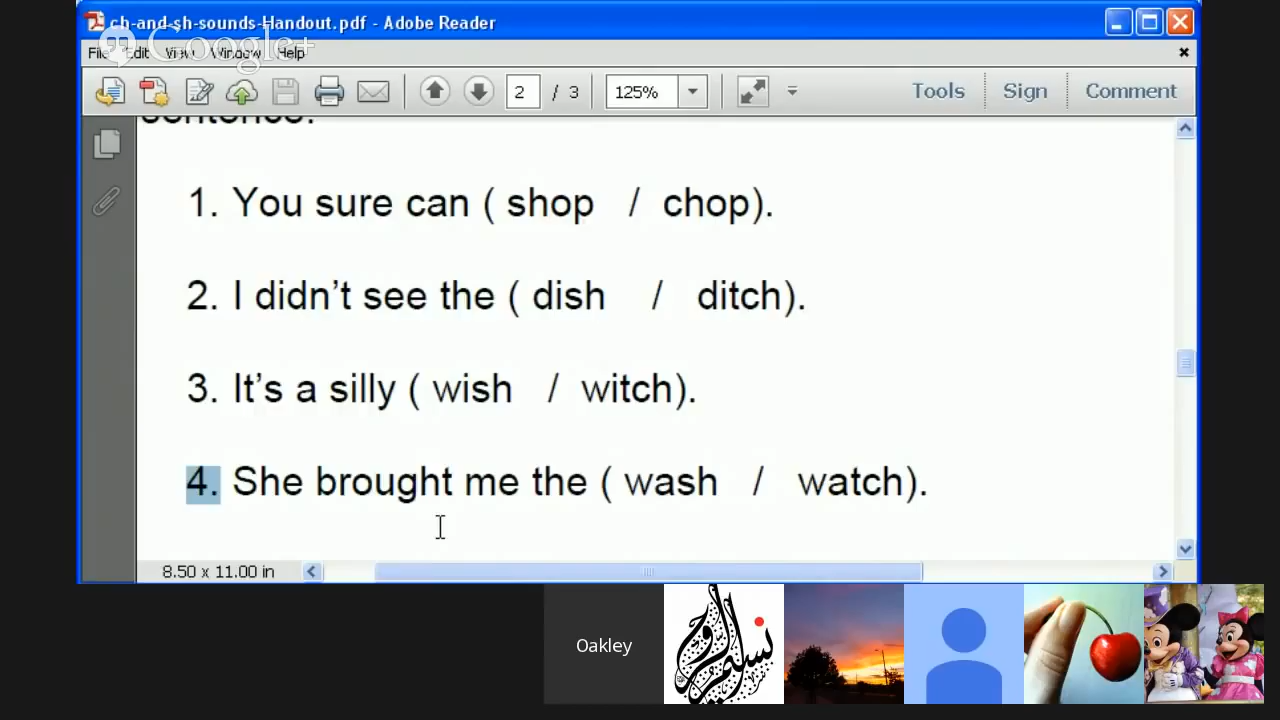 ch-and-sh-sounds-Handout.pdf - Adobe Reader
Google+
File Edit View Window Help
2 / 3 125% Tools Sign Comment
sentence.
1. You sure can ( shop / chop).
2. I didn't see the ( dish / ditch).
3. It's a silly ( wish / witch).
4. She brought me the ( wash / watch).
8.50 x 11.00 in
Oakley